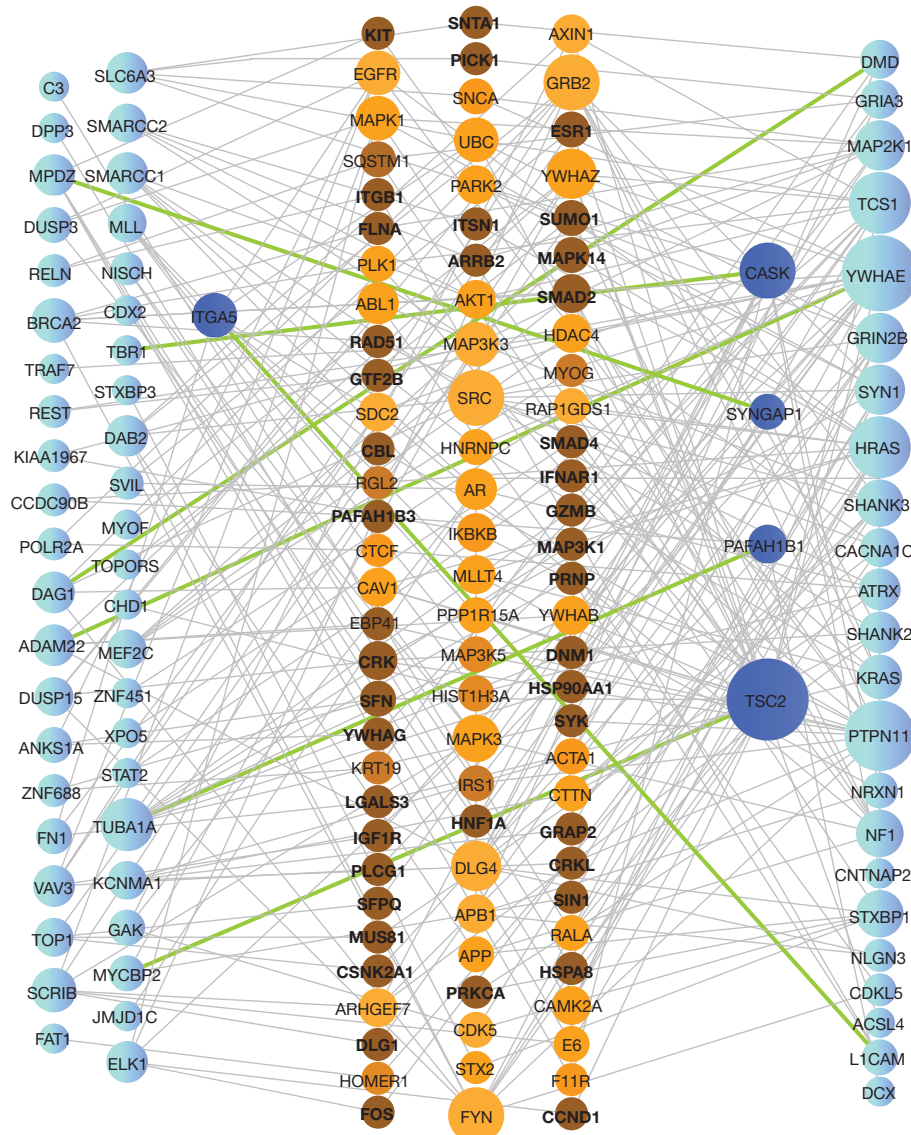 C3
DPP3
MPDZ
DUSP3
RELN
BRCA2
TRAF7
REST
KIAA1967
CCDC90B
POLR2A
DAG1
ADAM22
DUSP15
ANKS1A
ZNF688
FN1
VAV3
TOP1
SCRIB
FAT1
SLC6A3
SMARCC2
SMARCC1
MLL
NISCH
CDX2
TBR1
STXBP3
DAB2
SVIL
MYOF
TOPORS
CHD1
MEF2C
ZNF451
XPO5
STAT2
TUBA1A
KCNMA1
GAK
MYCBP2
JMJD1C
ELK1
ITGA5
KIT
EGFR
MAPK1
SQSTM1
ITGB1
FLNA
PLK1
ABL1
RAD51
GTF2B
SDC2
CBL
RGL2
PAFAH1B3
CTCF
CAV1
EBP41
CRK
SFN
YWHAG
KRT19
LGALS3
IGF1R
PLCG1
SFPQ
MUS81
CSNK2A1
ARHGEF7
DLG1
HOMER1
FOS
SNTA1
PICK1
SNCA
UBC
PARK2
ITSN1
ARRB2
AKT1
MAP3K3
SRC
HNRNPC
AR
IKBKB
MLLT4
PPP1R15A
MAP3K5
HIST1H3A
MAPK3
IRS1
HNF1A
DLG4
APB1
APP
PRKCA
CDK5
STX2
FYN
AXIN1
GRB2
ESR1
YWHAZ
SUMO1
MAPK14
SMAD2
HDAC4
MYOG
RAP1GDS1
SMAD4
IFNAR1
GZMB
MAP3K1
PRNP
YWHAB
DNM1
HSP90AA1
SYK
ACTA1
CTTN
GRAP2
CRKL
SIN1
RALA
HSPA8
CAMK2A
E6
F11R
CCND1
CASK
SYNGAP1
PAFAH1B1
TSC2
DMD
GRIA3
MAP2K1
TCS1
YWHAE
GRIN2B
SYN1
HRAS
SHANK3
CACNA1C
ATRX
SHANK2
KRAS
PTPN11
NRXN1
NF1
CNTNAP2
STXBP1
NLGN3
CDKL5
ACSL4
L1CAM
DCX